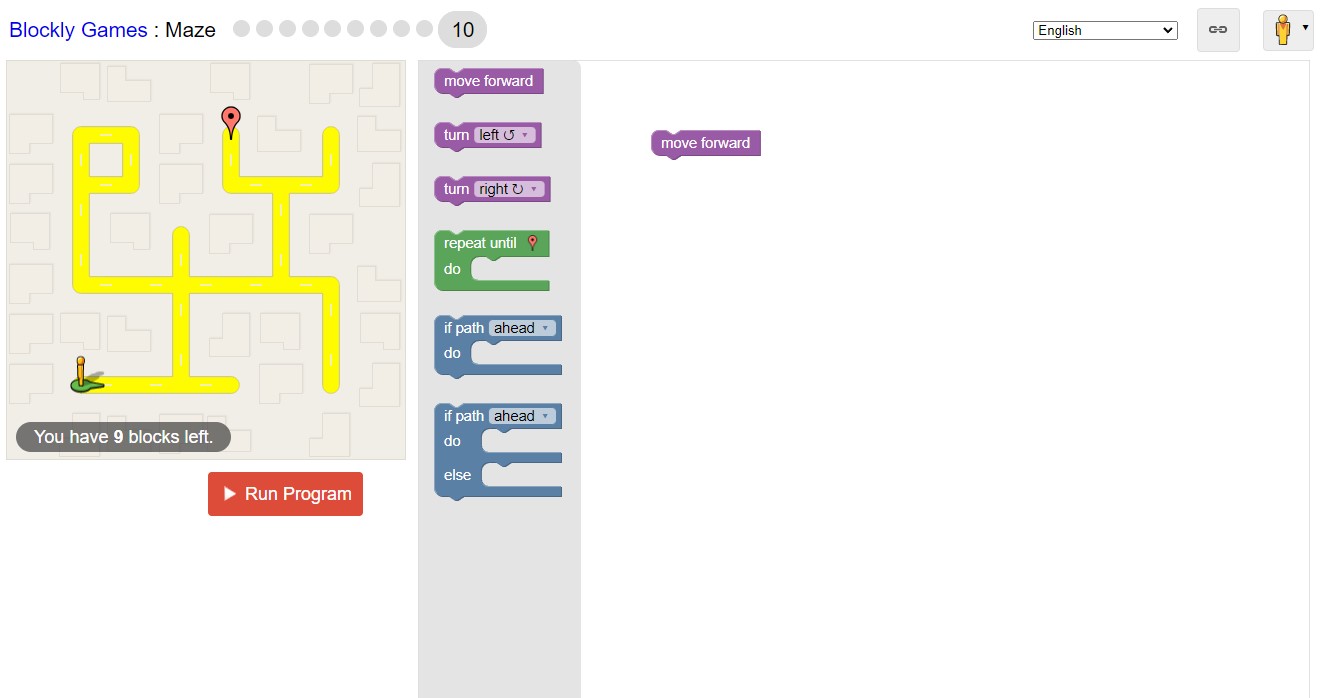 Blockly Games : Maze 10 English
move forward
turn left ↺ ▾
turn right ↻ ▾
repeat until
do
if path ahead ▾
do
if path ahead ▾
do
else
move forward
You have 9 blocks left.
Run Program